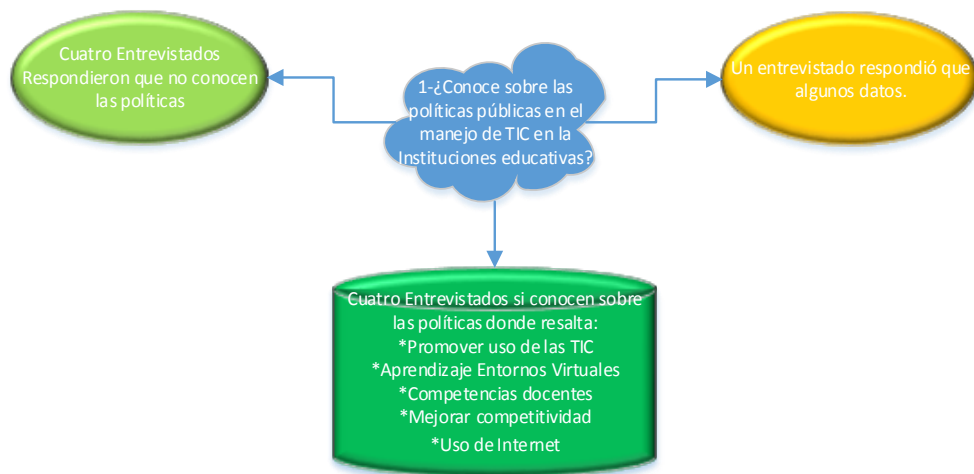 Cuatro Entrevistados
Respondieron que no conocen
las políticas
1-¿Conoce sobre las
políticas públicas en el
manejo de TIC en la
Instituciones educativas?
Un entrevistado respondió que
algunos datos.
Cuatro Entrevistados si conocen sobre
las políticas donde resalta:
*Promover uso de las TIC
*Aprendizaje Entornos Virtuales
*Competencias docentes
*Mejorar competitividad
*Uso de Internet